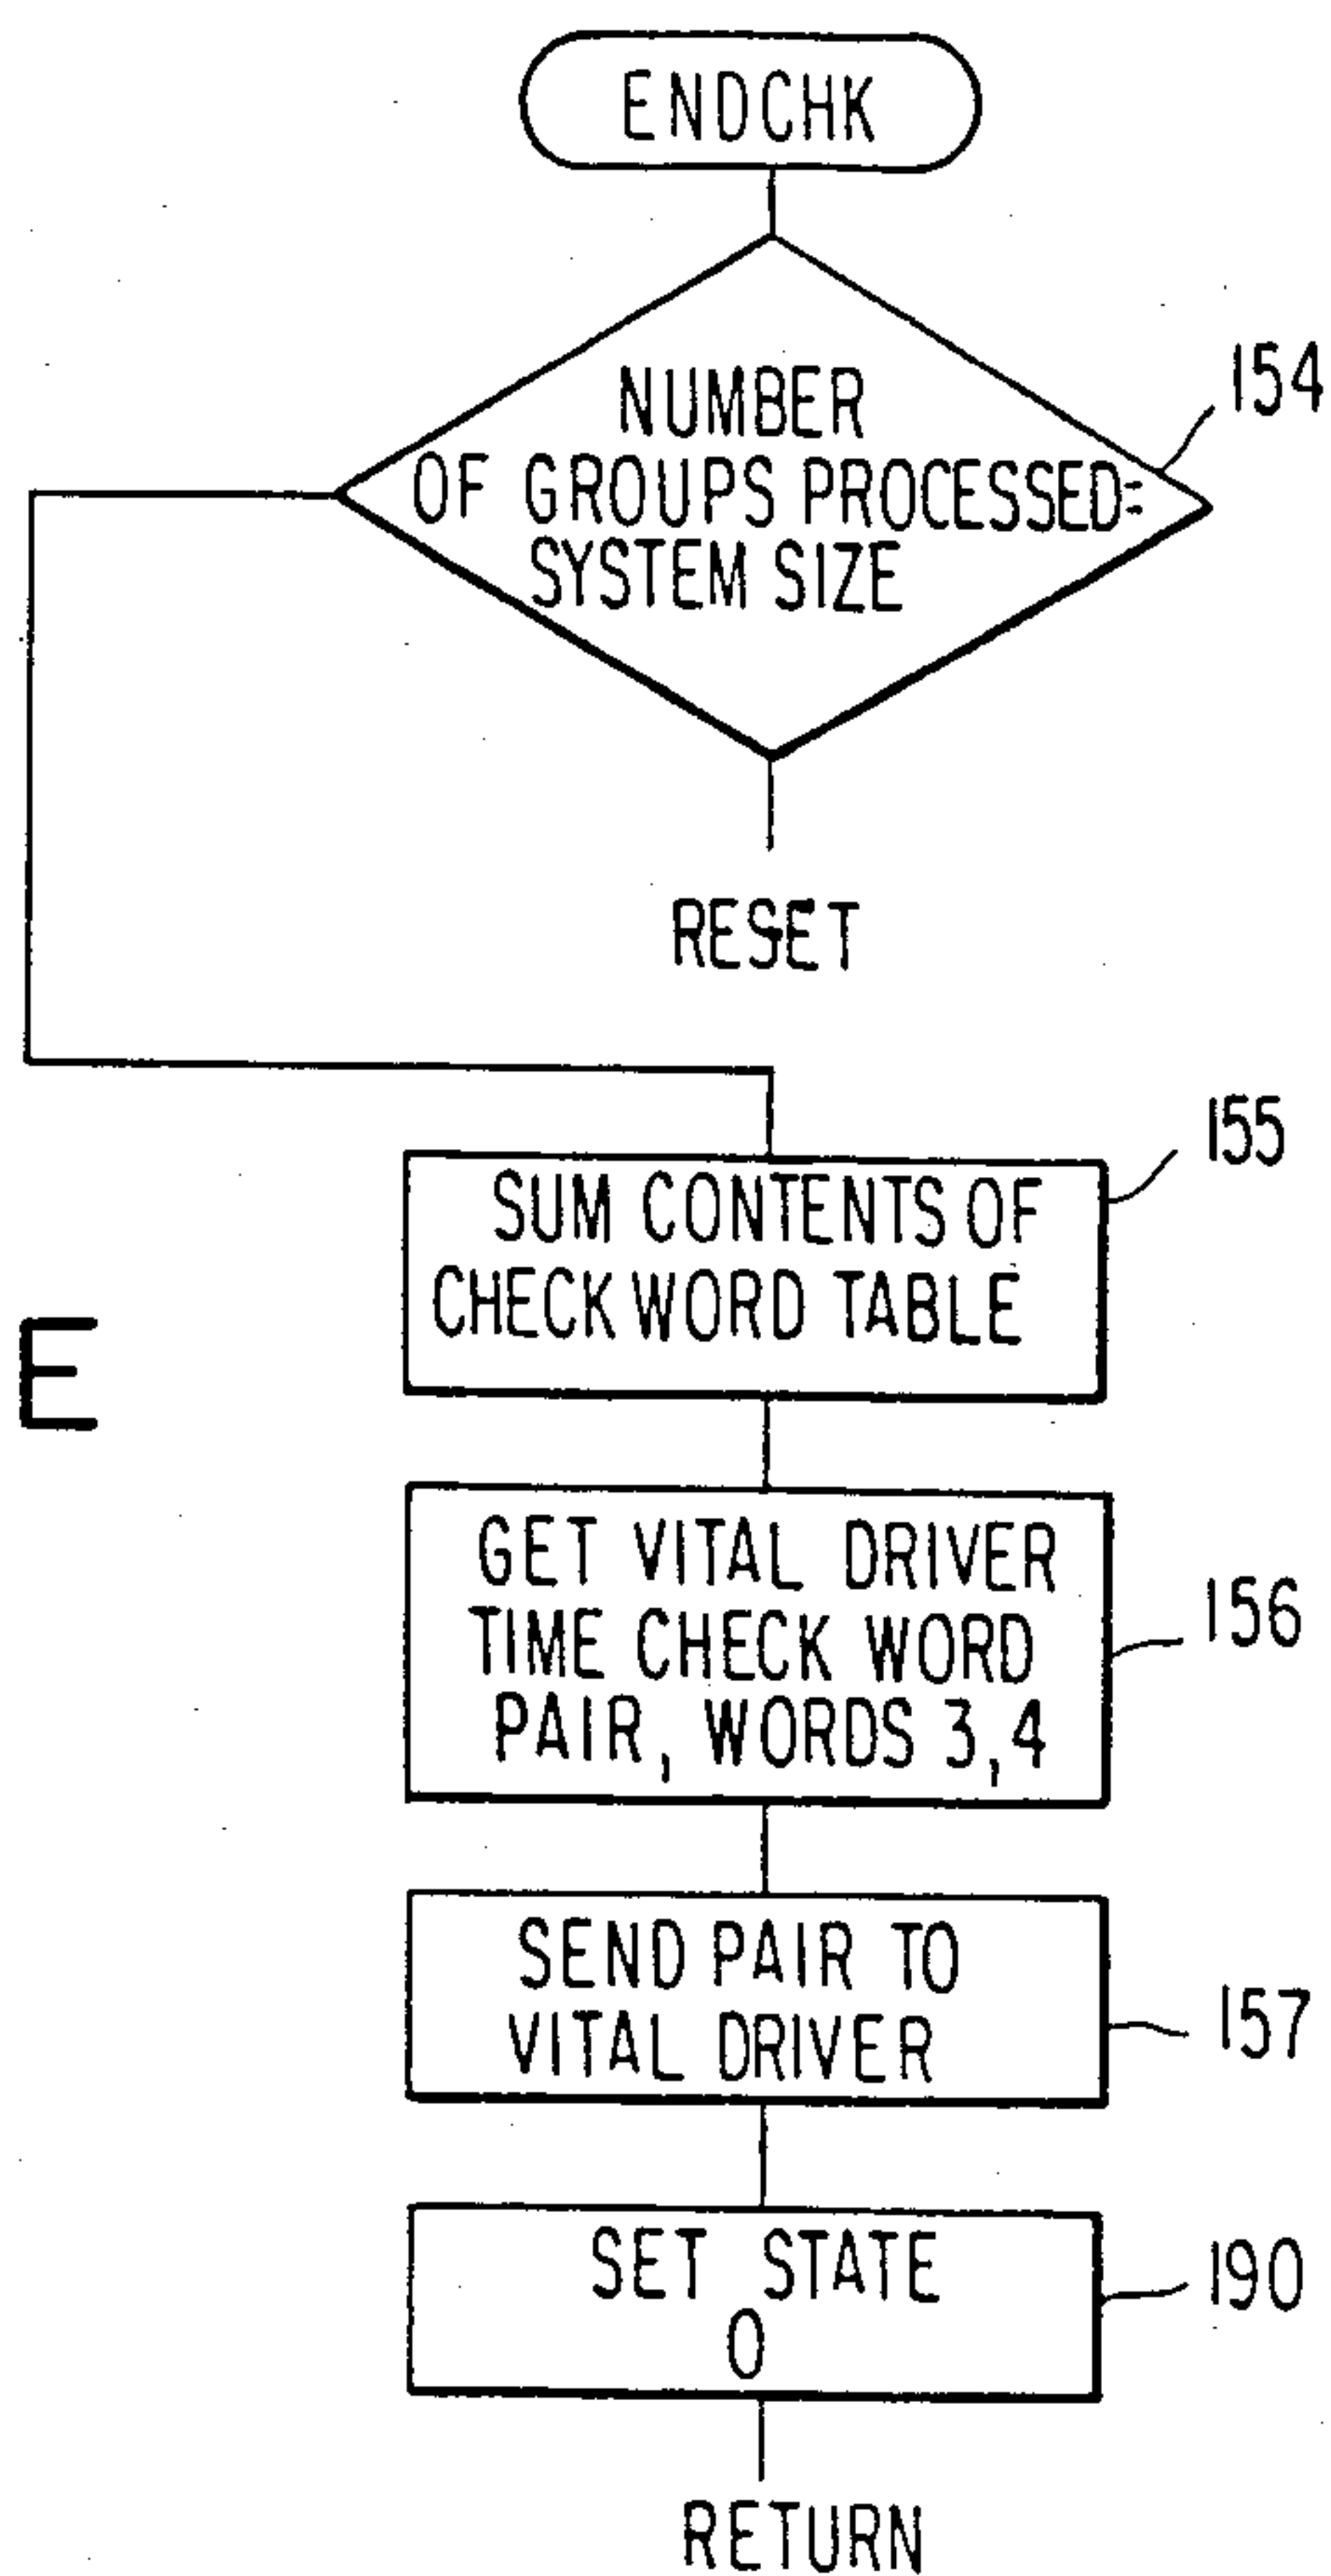 ENDCHK
NUMBER
OF GROUPS PROCESSED=
SYSTEM SIZE
154
RESET
155
SUM CONTENTS OF
CHECK WORD TABLE
E
GET VITAL DRIVER
TIME CHECK WORD
PAIR, WORDS 3,4
156
SEND PAIR TO
VITAL DRIVER
157
SET STATE
0
190
RETURN